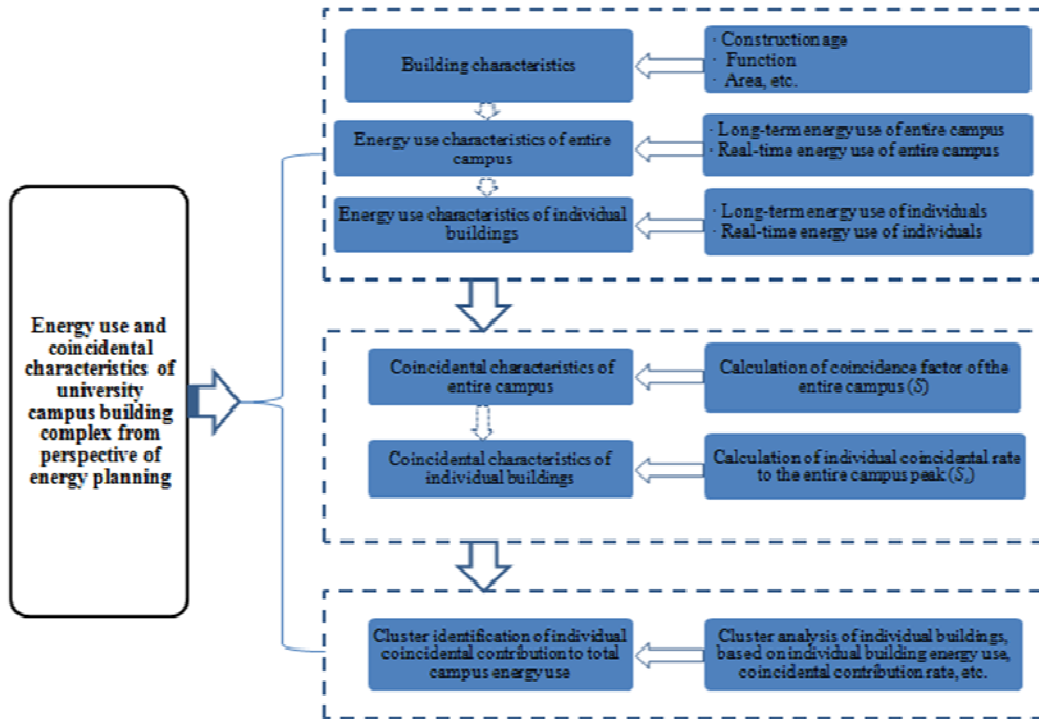 Energy use and
coincidental
characteristics of
university
campus building
complex from
perspective of
energy planning
Building characteristics
· Construction age
· Function
· Area, etc.
Energy use characteristics of entire
campus
· Long-term energy use of entire campus
· Real-time energy use of entire campus
Energy use characteristics of individual
buildings
· Long-term energy use of individuals
· Real-time energy use of individuals
Coincidental characteristics of
entire campus
Calculation of coincidence factor of the
entire campus (S)
Coincidental characteristics of
individual buildings
Calculation of individual coincidental rate
to the entire campus peak
Cluster identification of individual
coincidental contribution to total
campus energy use
Cluster analysis of individual buildings,
based on individual building energy use,
coincidental contribution rate, etc.